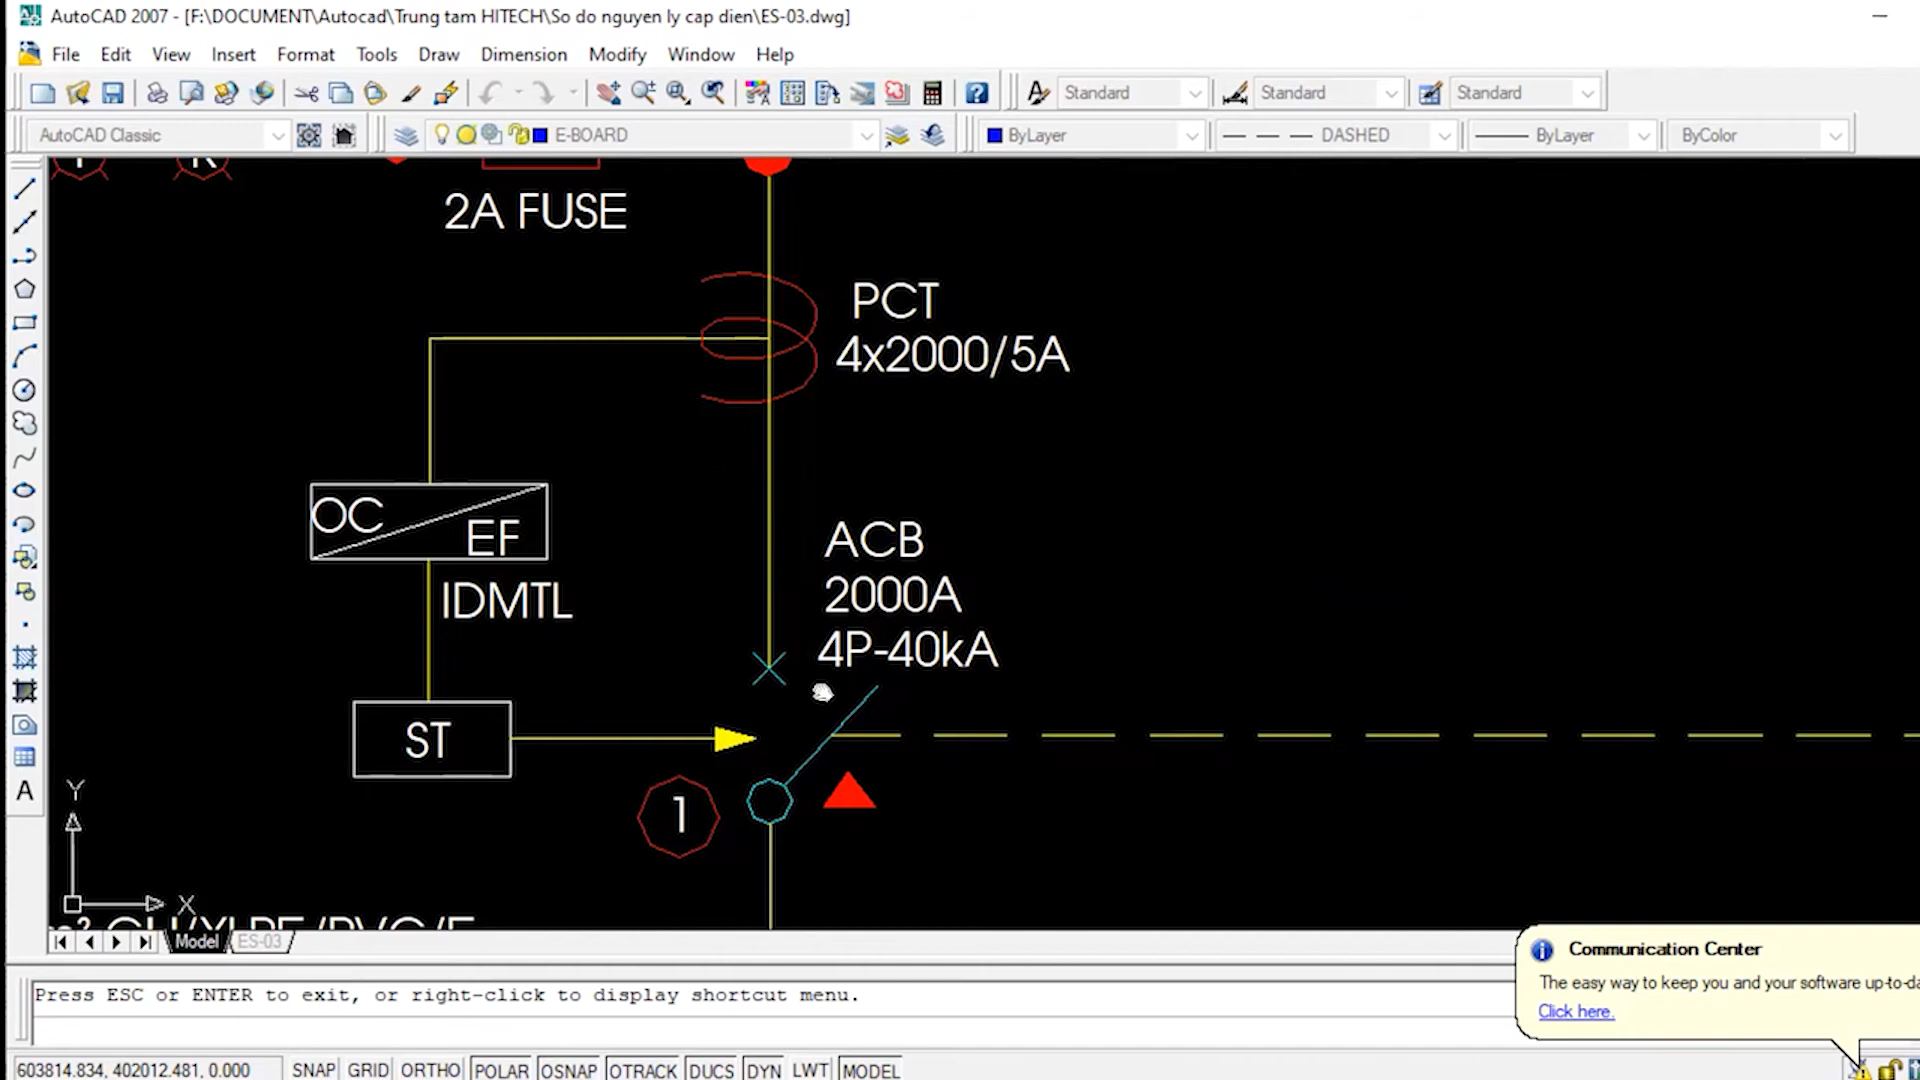 AutoCAD 2007 - [F:\DOCUMENT\Autocad\Trung tam HITECH\So do nguyen ly cap dien\ES-03.dwg]
File Edit View Insert Format Tools Draw Dimension Modify Window Help
Standard Standard Standard
AutoCAD Classic E-BOARD ByLayer DASHED ByLayer ByColor
2A FUSE
PCT
4x2000/5A
OC
EF
ACB
2000A
4P-40kA
IDMTL
ST
1
Y
X
Model ES-03
Communication Center
The easy way to keep you and your software
Click here.
Press ESC or ENTER to exit, or right-click to display shortcut menu.
603814.834, 402012.481, 0.000 SNAP GRID ORTHO POLAR OSNAP OTRACK DUCS DYN LWT MODEL